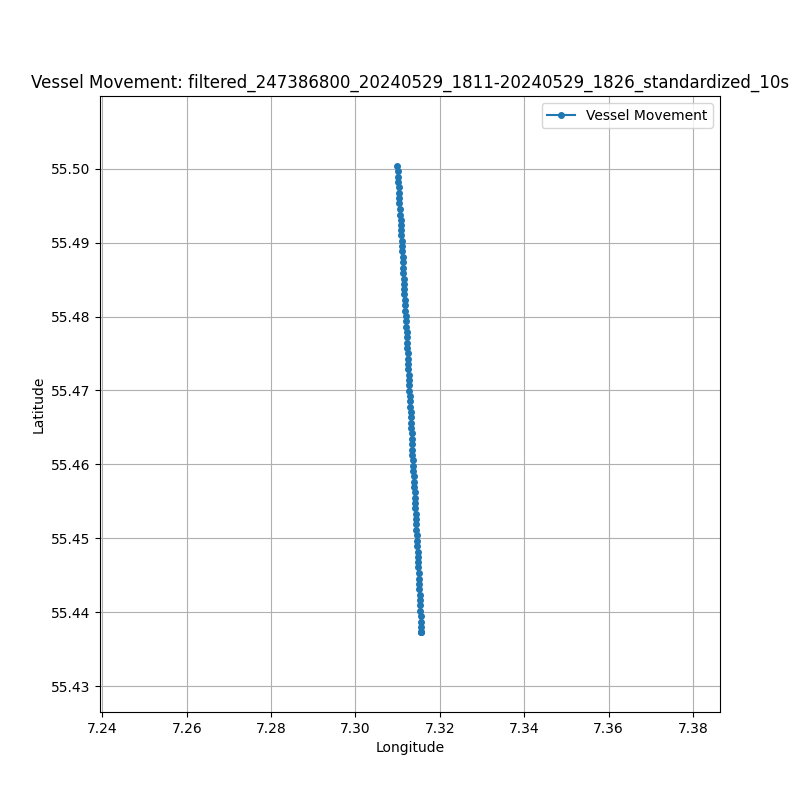 Vessel Movement: filtered_247386800_20240529_1811-20240529_1826_standardized_10s
Vessel Movement
55.50
55.49
55.48
55.47
55.46
55.45
55.44
55.43
Latitude
7.24 7.26 7.28 7.30 7.32 7.34 7.36 7.38
Longitude